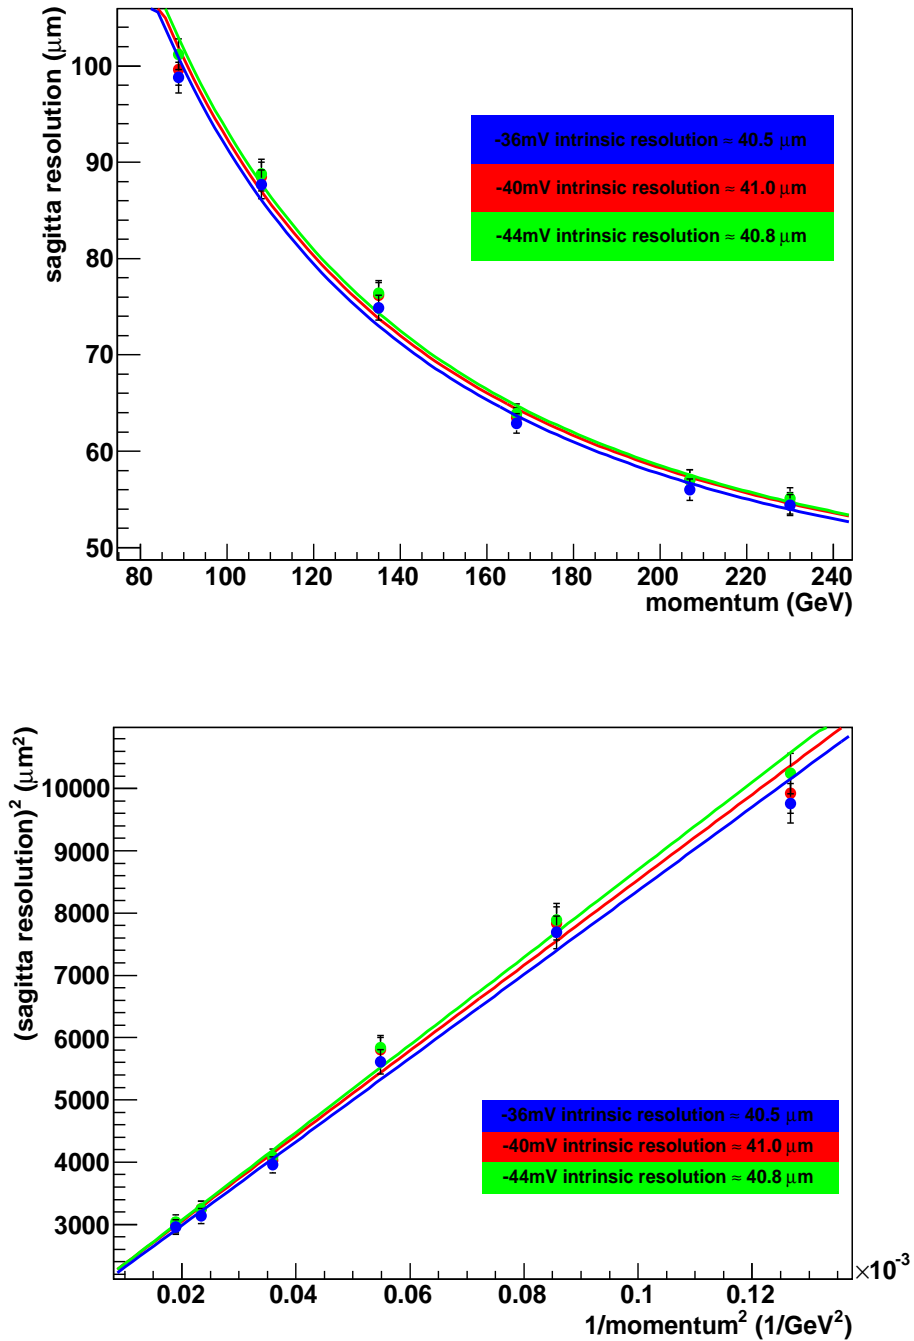 sagitta resolution (μm)
100
90
80
70
60
50
-36mV intrinsic resolution ≈ 40.5 μm
-40mV intrinsic resolution ≈ 41.0 μm
-44mV intrinsic resolution ≈ 40.8 μm
80 100 120 140 160 180 200 220 240
momentum (GeV)
(sagitta resolution)² (μm²)
10000
9000
8000
7000
6000
5000
4000
3000
-36mV intrinsic resolution ≈ 40.5 μm
-40mV intrinsic resolution ≈ 41.0 μm
-44mV intrinsic resolution ≈ 40.8 μm
×10⁻³
0.02 0.04 0.06 0.08 0.1 0.12
1/momentum² (1/GeV²)